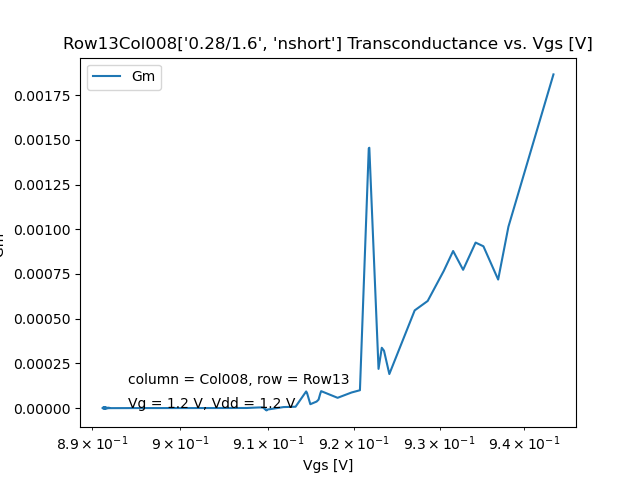 Row13Col008['0.28/1.6', 'nshort'] Transconductance vs. Vgs [V]
Gm
0.00175
0.00150
0.00125
0.00100
0.00075
0.00050
0.00025
0.00000
Gm
column = Col008, row = Row13
Vg = 1.2 V, Vdd = 1.2 V
8.9 × 10⁻¹ 9 × 10⁻¹ 9.1 × 10⁻¹ 9.2 × 10⁻¹ 9.3 × 10⁻¹ 9.4 × 10⁻¹
Vgs [V]